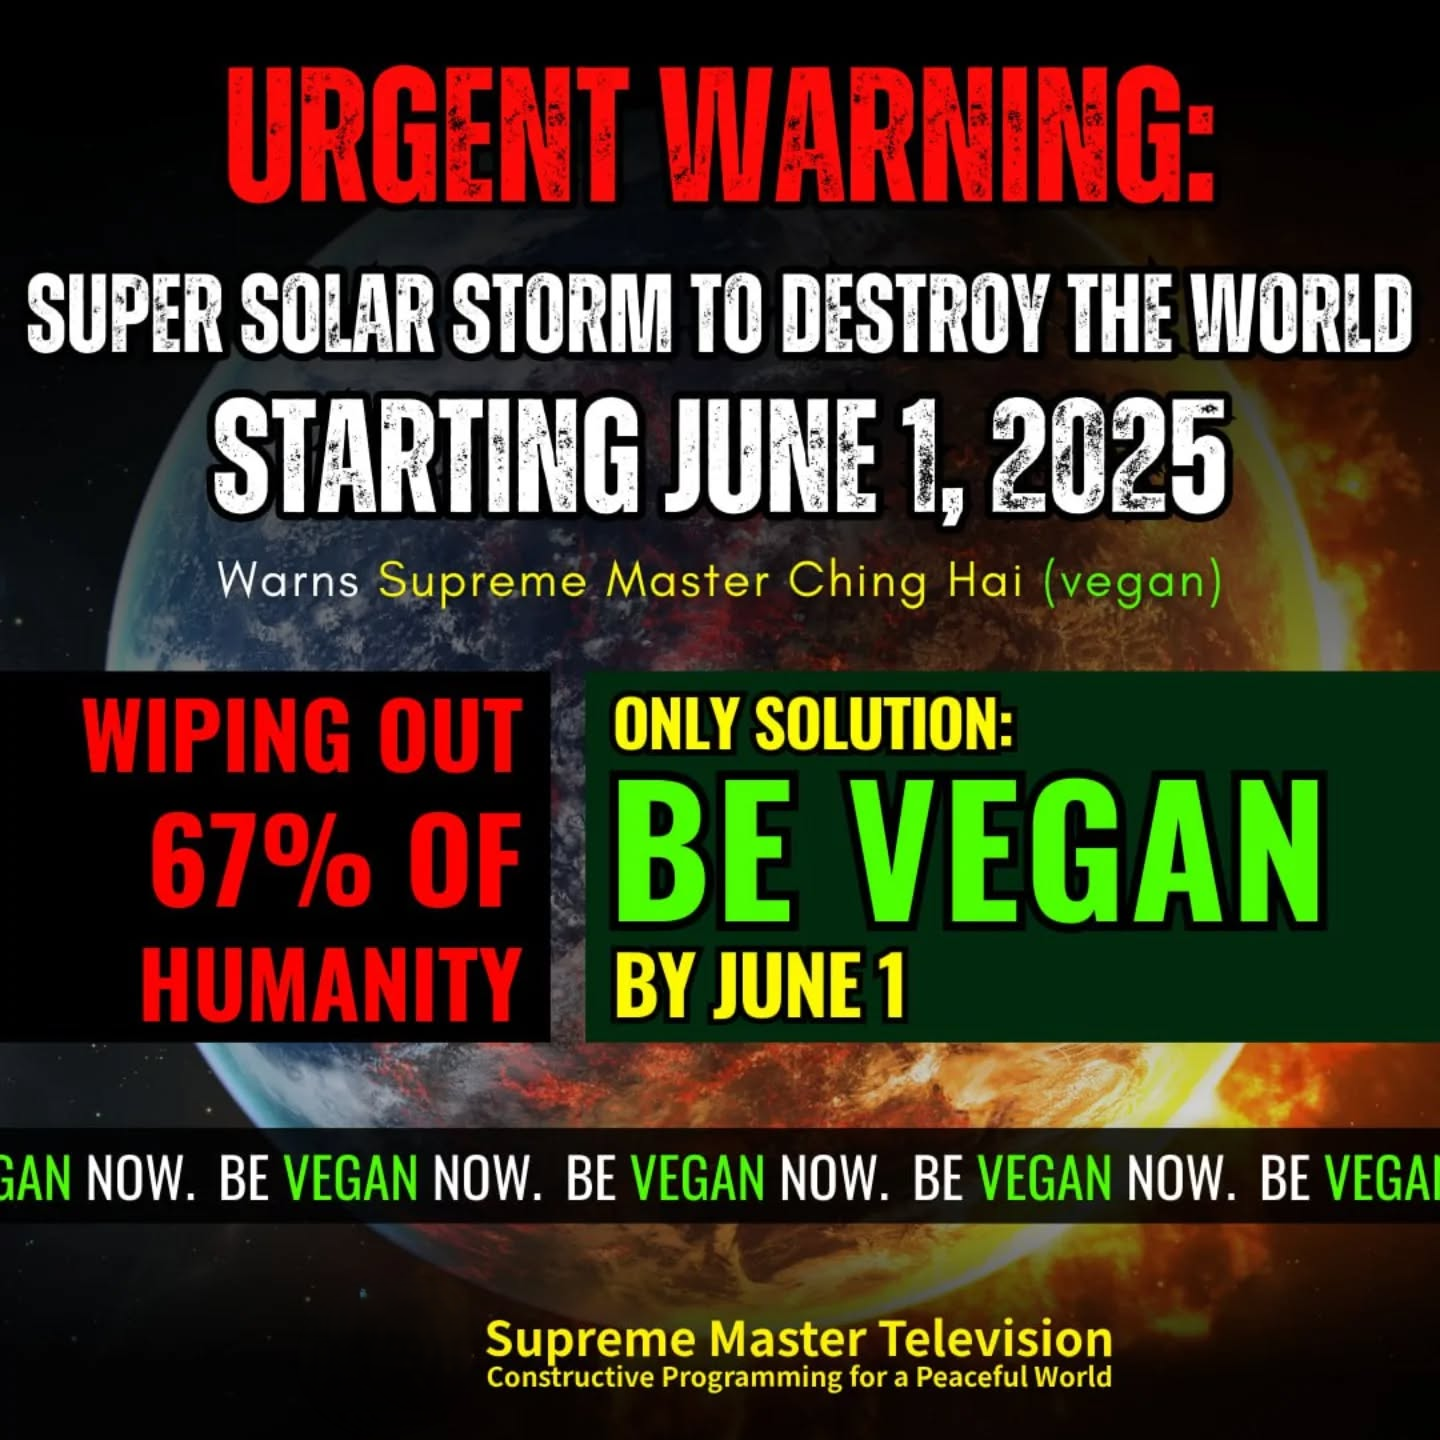 URGENT WARNING:
SUPER SOLAR STORM TO DESTROY THE WORLD
STARTING JUNE 1, 2025
Warns Supreme Master Ching Hai (vegan)
WIPING OUT
67% OF
HUMANITY
ONLY SOLUTION:
BE VEGAN
BY JUNE 1
GAN NOW. BE VEGAN NOW. BE VEGAN NOW. BE VEGAN NOW. BE VEGAN
Supreme Master Television
Constructive Programming for a Peaceful World